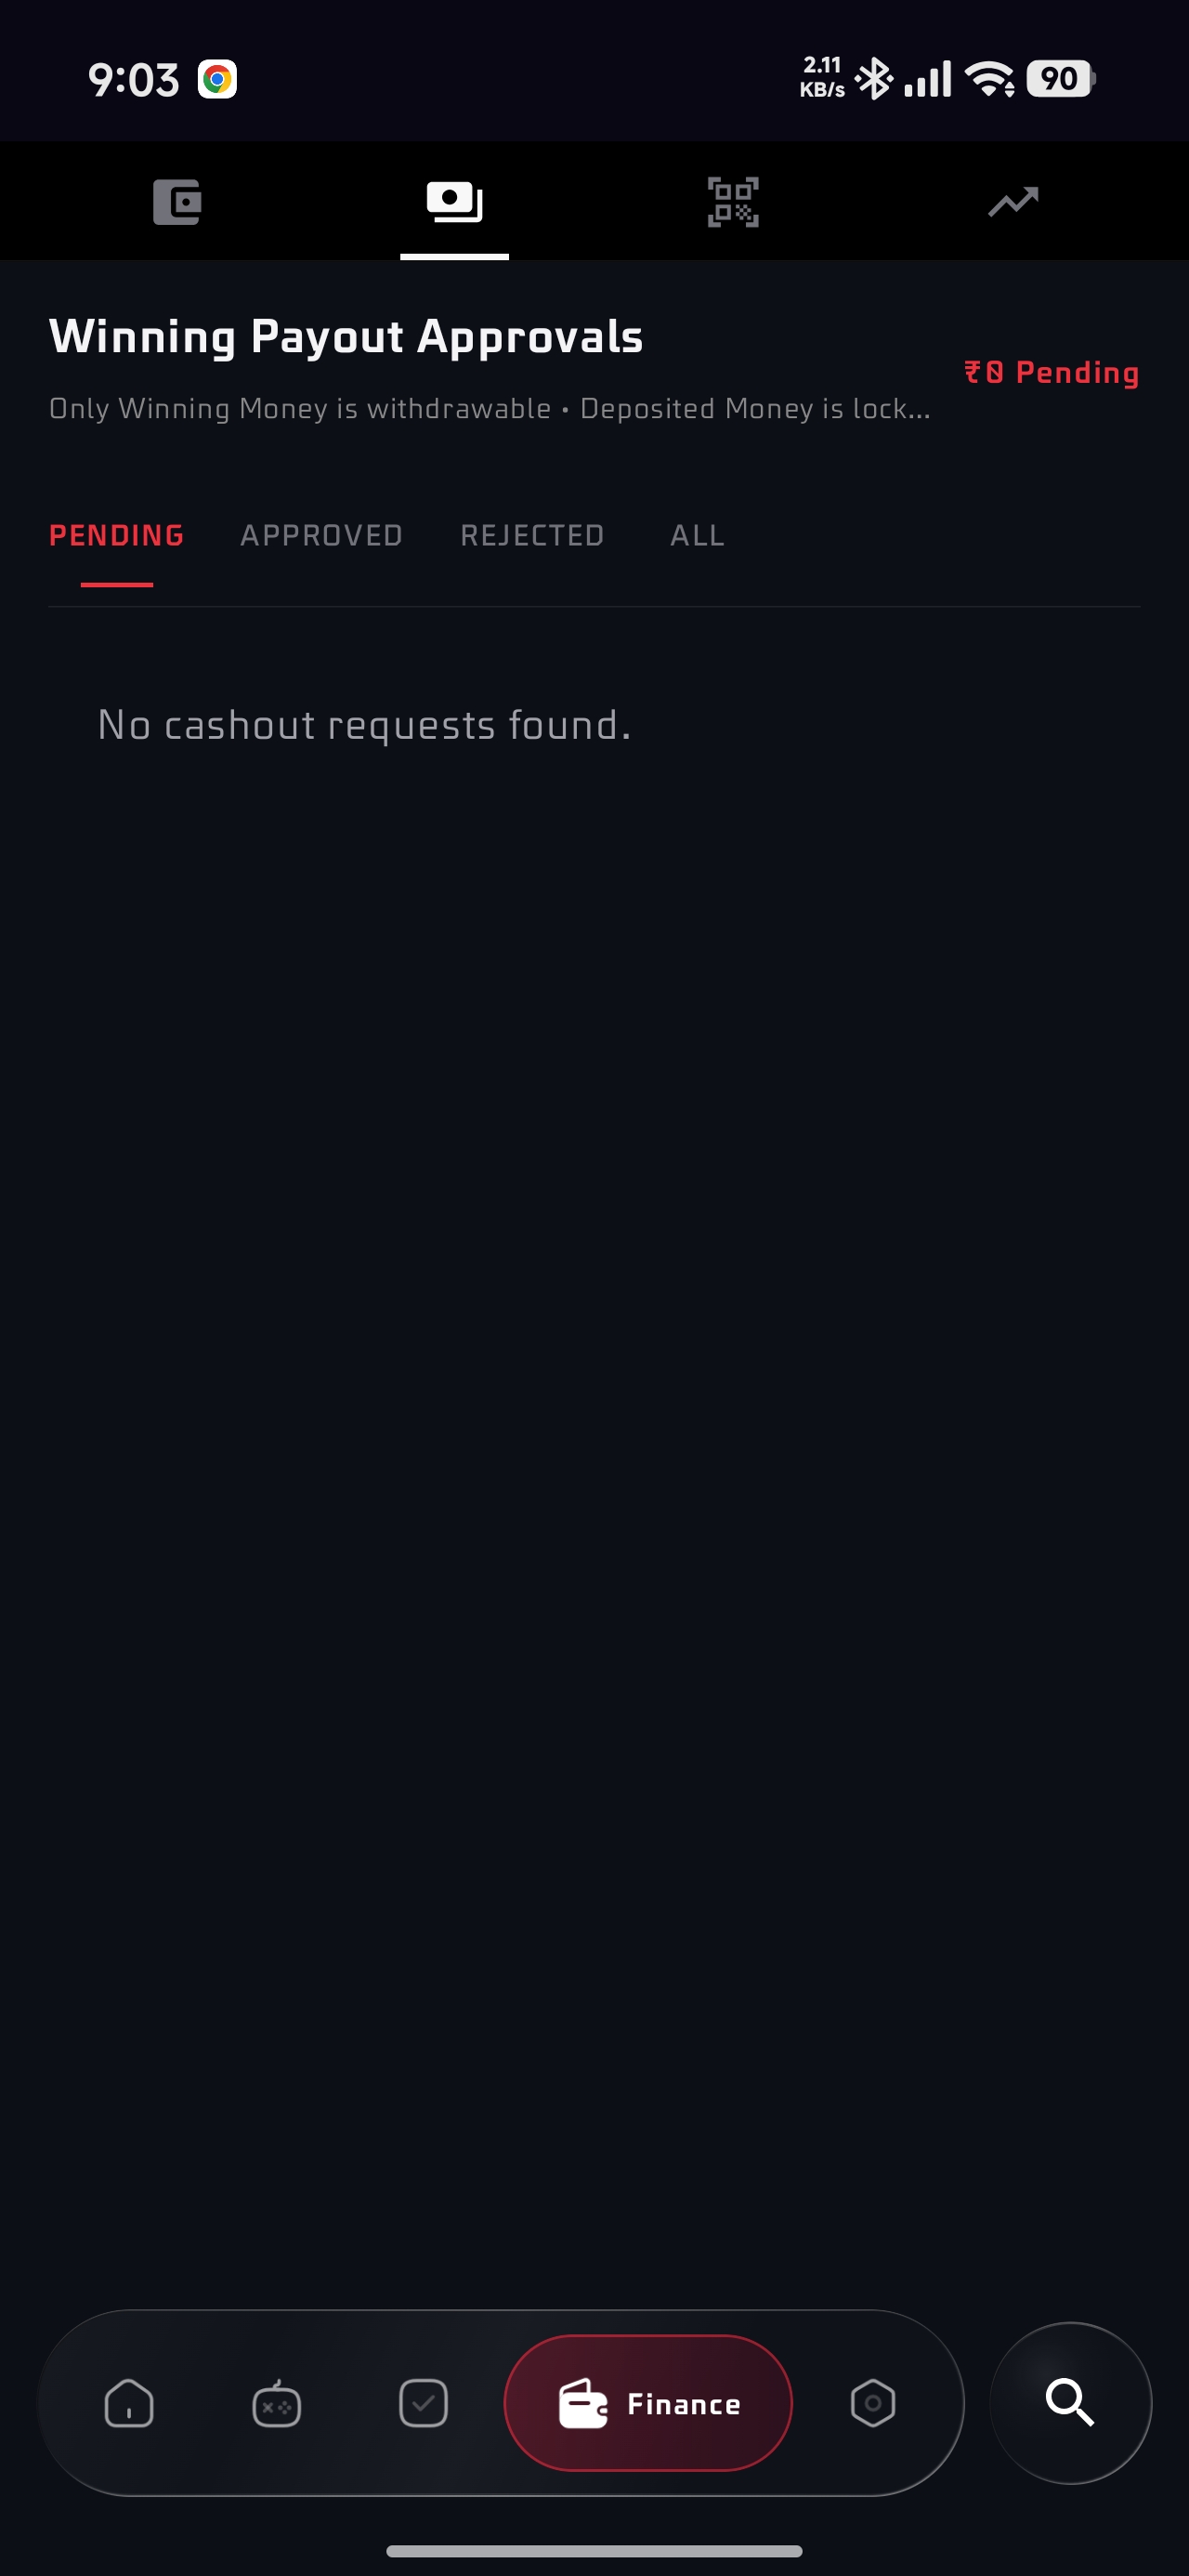 9:03
2.11
KB/s
90
Winning Payout Approvals
₹0 Pending
Only Winning Money is withdrawable • Deposited Money is lock...
PENDING APPROVED REJECTED ALL
No cashout requests found.
Finance